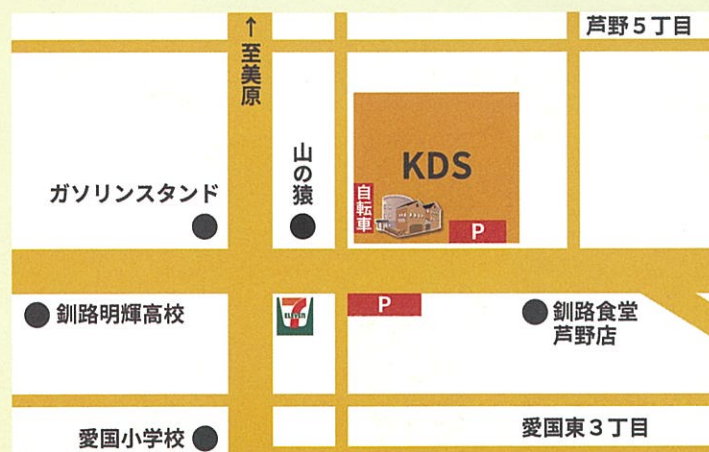 芦野5丁目
↑至美原
山の猿
KDS
ガソリンスタンド
自転車
P
釧路明輝高校
7
ELEVEn
P
釧路食堂
芦野店
愛国小学校
愛国東3丁目